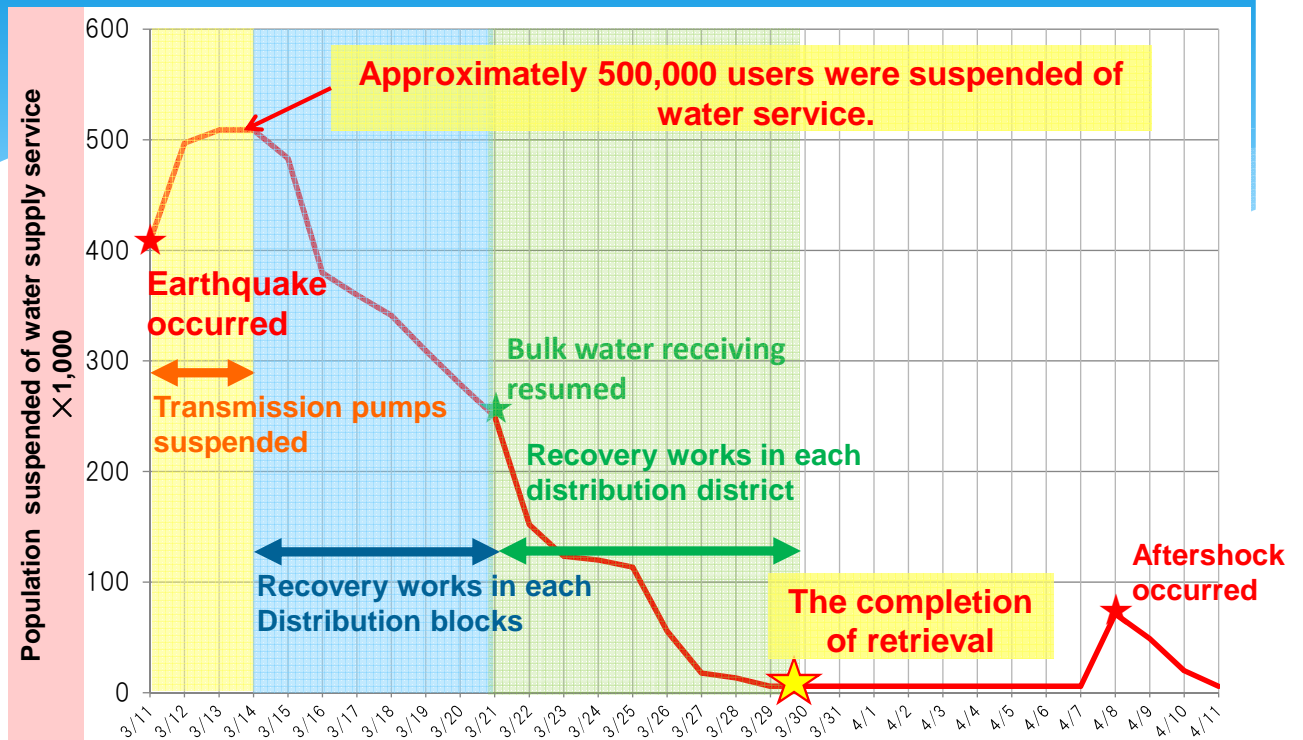 Population suspended of water supply service
×1,000
600
500
400
300
200
100
0
Approximately 500,000 users were suspended of
water service.
Earthquake
occurred
Transmission pumps
suspended
Bulk water receiving
resumed
Recovery works in each
distribution district
Recovery works in each
Distribution blocks
The completion
of retrieval
Aftershock
occurred
3/11
3/12
3/13
3/14
3/15
3/16
3/17
3/18
3/19
3/20
3/21
3/22
3/23
3/24
3/25
3/26
3/27
3/28
3/29
3/30
3/31
4/1
4/2
4/3
4/4
4/5
4/6
4/7
4/8
4/9
4/10
4/11